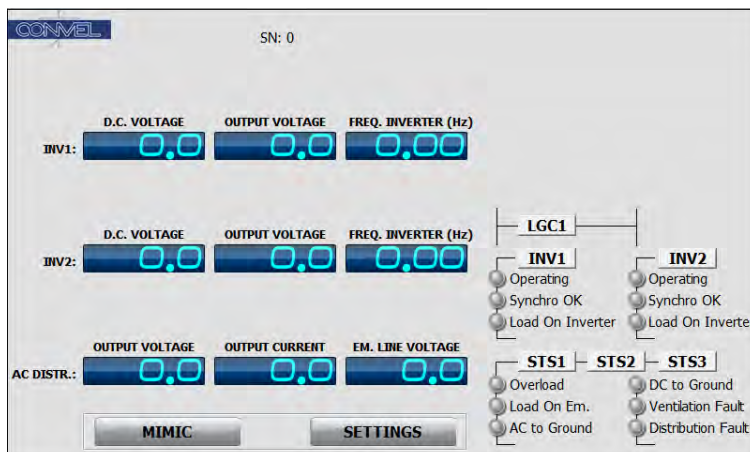 CONVEL
SN: 0
D.C. VOLTAGE OUTPUT VOLTAGE FREQ. INVERTER (Hz)
INV1: 0.0 0.0 0.00
D.C. VOLTAGE OUTPUT VOLTAGE FREQ. INVERTER (Hz)
INV2: 0.0 0.0 0.00
OUTPUT VOLTAGE OUTPUT CURRENT EM. LINE VOLTAGE
AC DISTR.: 0.0 0.0 0.0
MIMIC SETTINGS
LGC1
INV1 INV2
Operating Operating
Synchro OK Synchro OK
Load On Inverter Load On Inverte
STS1 STS2 STS3
Overload DC to Ground
Load On Em. Ventilation Fault
AC to Ground Distribution Fault